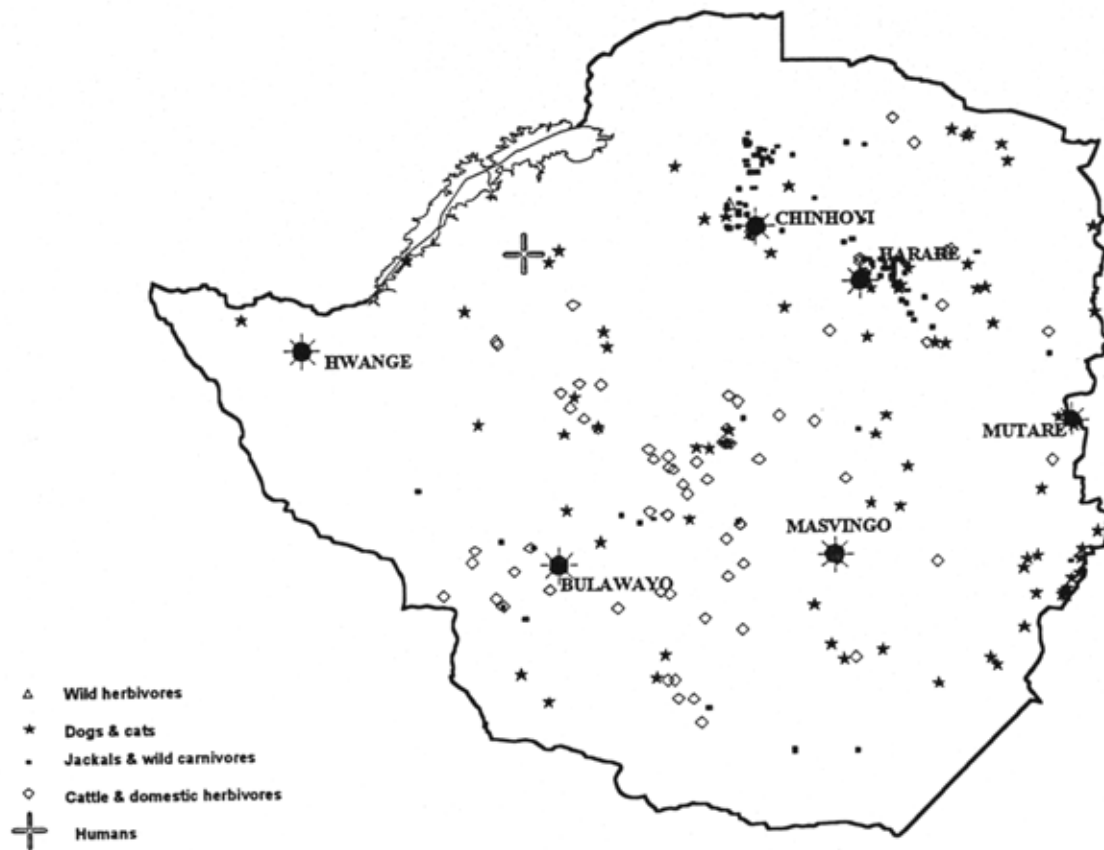 CHINHOYI
HARARE
HWANGE
MUTARE
MASVINGO
BULAWAYO
Wild herbivores
Dogs & cats
Jackals & wild carnivores
Cattle & domestic herbivores
Humans